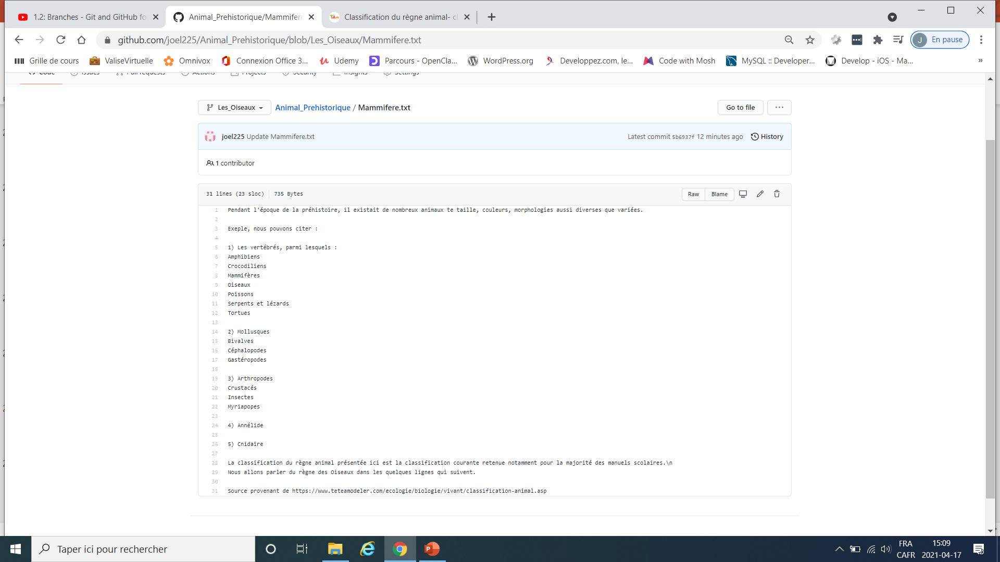 1.2: Branches - Git and GitHub fo
Animal_Prehistorique/Mammifere
Classification du règne animal- c
github.com/joel225/Animal_Prehistorique/blob/Les_Oiseaux/Mammifere.txt
J En pause
Grille de cours ValiseVirtuelle Omnivox Connexion Office 3... Udemy Parcours - OpenCla... WordPress.org Developpez.com, le... Code with Mosh MySQL :: Developer... Develop - iOS - Ma... »
Code Issues Pull requests Actions Projects Security Insights Settings
Les_Oiseaux Animal_Prehistorique / Mammifere.txt Go to file ...
joel225 Update Mammifere.txt Latest commit 5b6937f 12 minutes ago History
1 contributor
31 lines (23 sloc) 735 Bytes Raw Blame
1 Pendant l'époque de la préhistoire, il existait de nombreux animaux te taille, couleurs, morphologies aussi diverses que variées.
2
3 Exeple, nous pouvons citer :
4
5 1) Les vertébrés, parmi lesquels :
6 Amphibiens
7 Crocodiliens
8 Mammifères
9 Oiseaux
10 Poissons
11 Serpents et lézards
12 Tortues
13
14 2) Mollusques
15 Bivalves
16 Céphalopodes
17 Gastéropodes
18
19 3) Arthropodes
20 Crustacés
21 Insectes
22 Myriapopes
23
24 4) Annélide
25
26 5) Cnidaire
27
28 La classification du règne animal présentée ici est la classification courante retenue notamment pour la majorité des manuels scolaires.\n
29 Nous allons parler du règne des Oiseaux dans les quelques lignes qui suivent.
30
31 Source provenant de https://www.teteamodeler.com/ecologie/biologie/vivant/classification-animal.asp
Taper ici pour rechercher
FRA
CAFR
15:09
2021-04-17